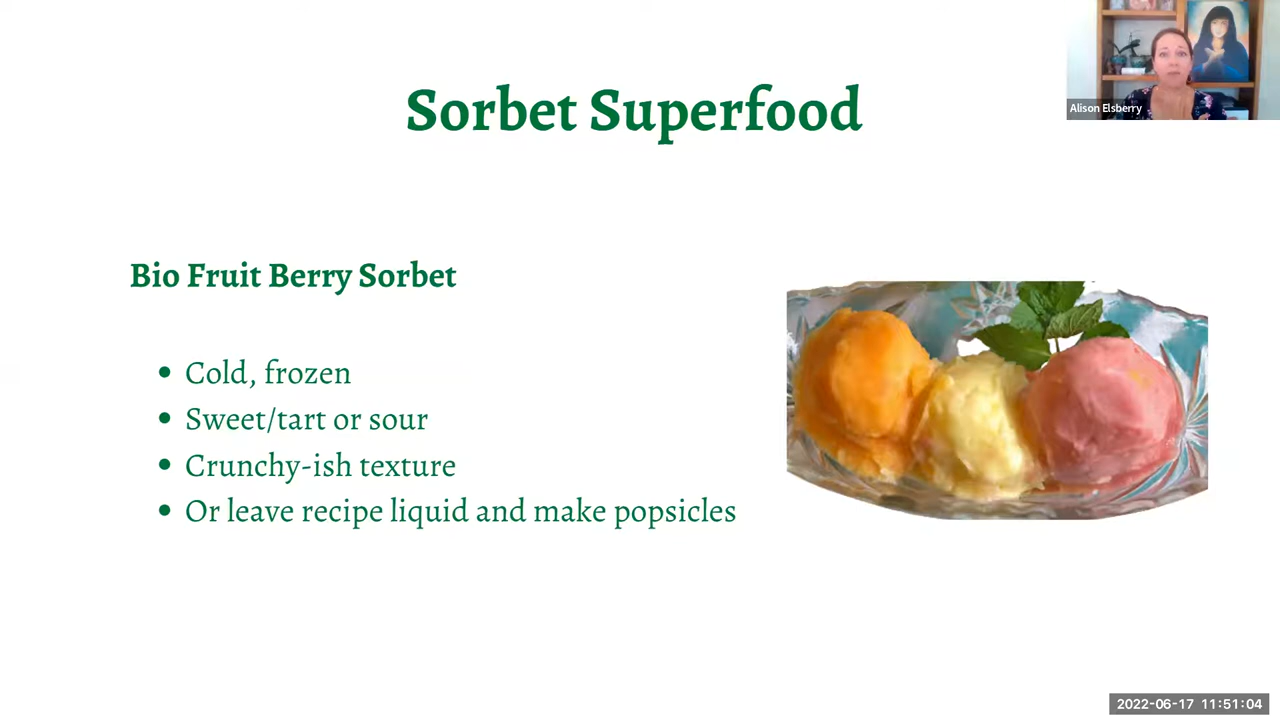 Sorbet Superfood
Alison Elsberry
Bio Fruit Berry Sorbet
• Cold, frozen
• Sweet/tart or sour
• Crunchy-ish texture
• Or leave recipe liquid and make popsicles
2022-06-17 11:51:04